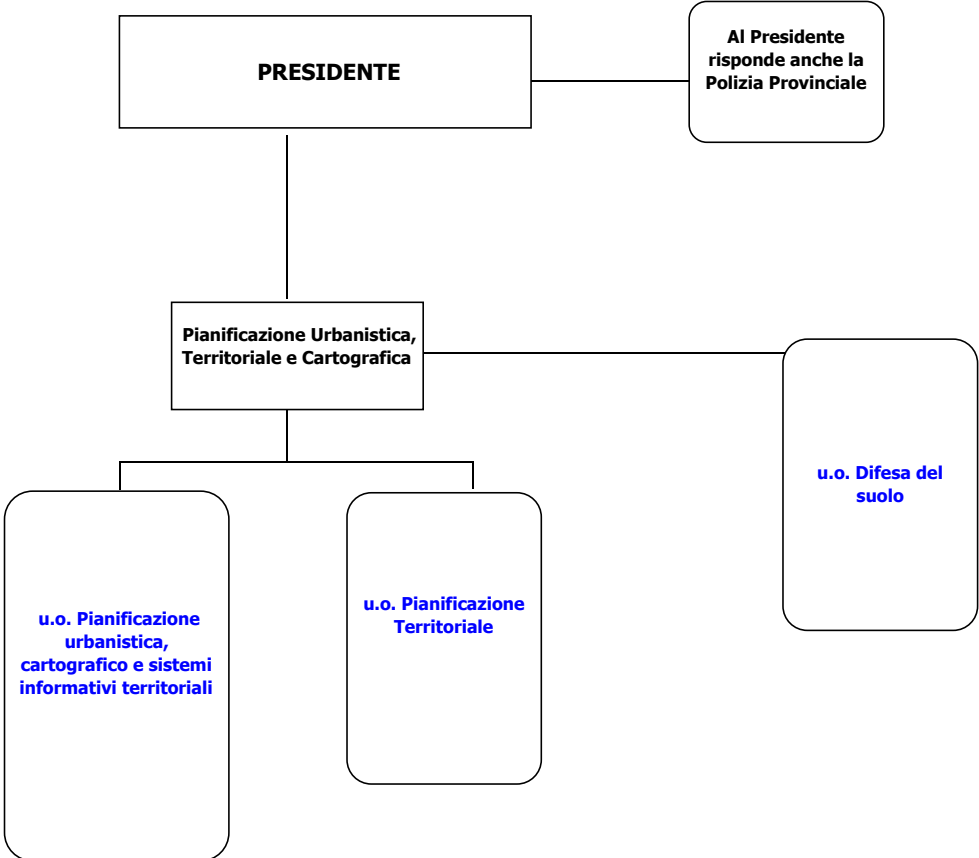 PRESIDENTE
Al Presidente
risponde anche la
Polizia Provinciale
Pianificazione Urbanistica,
Territoriale e Cartografica
u.o. Difesa del
suolo
u.o. Pianificazione
urbanistica,
cartografico e sistemi
informativi territoriali
u.o. Pianificazione
Territoriale